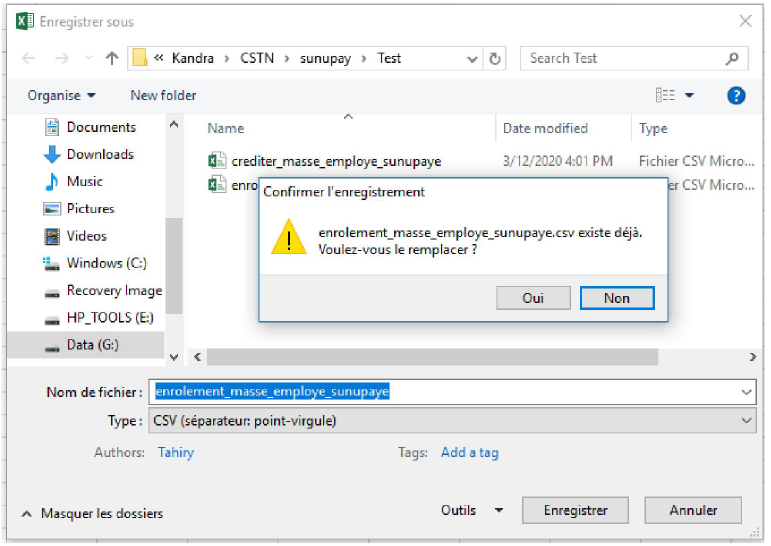 Enregistrer sous
« Kandra › CSTN › sunupay › Test
Search Test
Organise
New folder
Name
Date modified
Type
Documents
Downloads
Music
Pictures
Videos
Windows (C:)
Recovery Image
HP_TOOLS (E:)
Data (G:)
crediter_masse_employe_sunupaye 3/12/2020 4:01 PM Fichier CSV Micro...
enro er CSV Micro...
Confirmer l'enregistrement
enrolement_masse_employe_sunupaye.csv existe déjà.
Voulez-vous le remplacer ?
Oui
Non
Nom de fichier : enrolement_masse_employe_sunupaye
Type : CSV (séparateur: point-virgule)
Authors: Tahiry
Tags: Add a tag
Masquer les dossiers
Outils
Enregistrer
Annuler